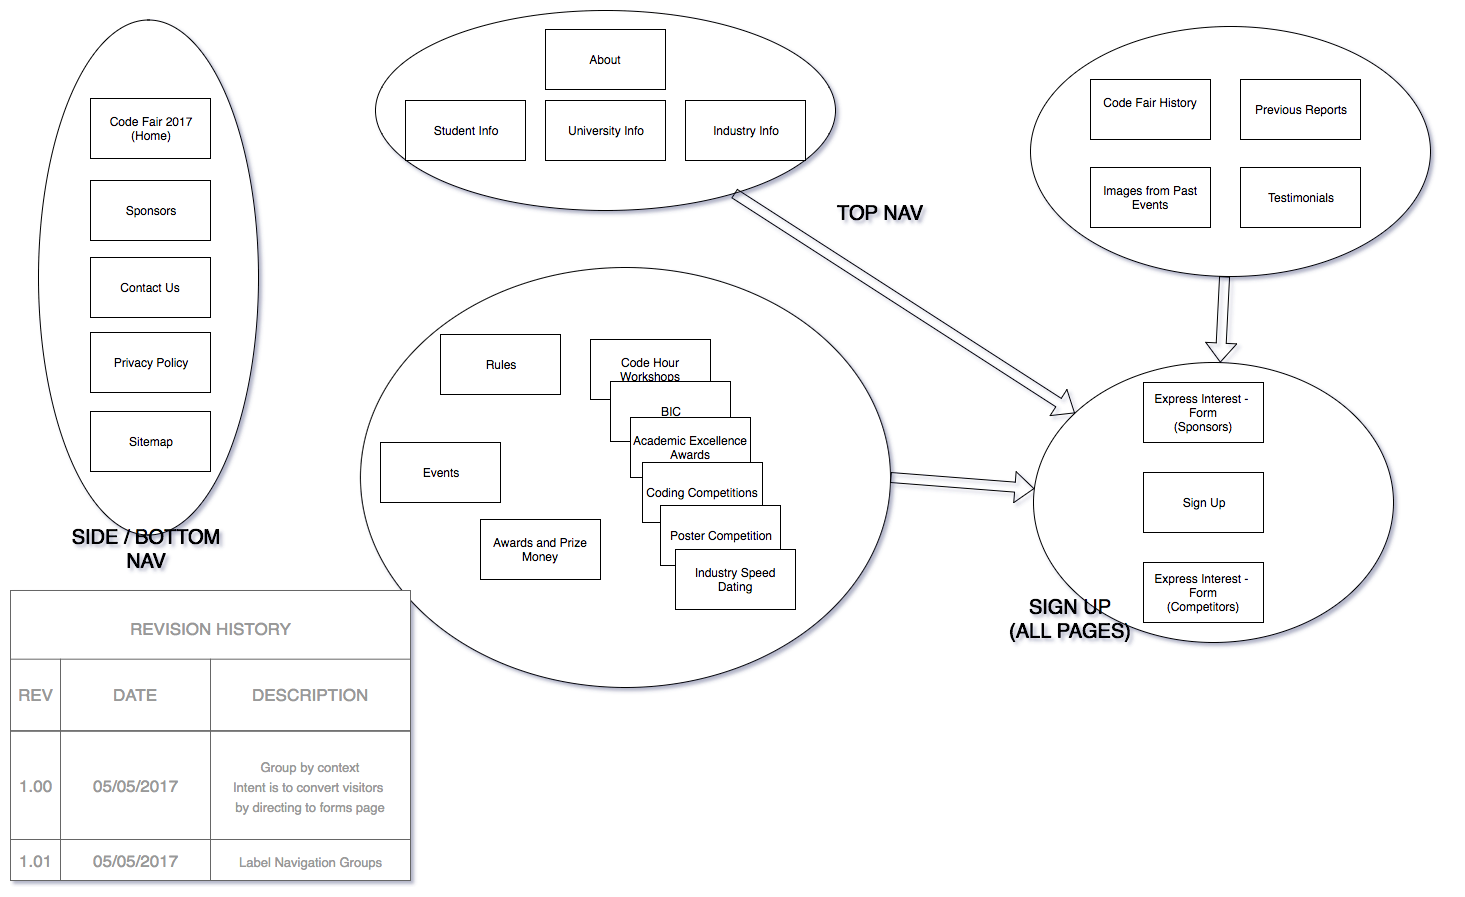 Code Fair 2017
(Home)
Sponsors
Contact Us
Privacy Policy
Sitemap
SIDE / BOTTOM
NAV
About
Student Info
University Info
Industry Info
TOP NAV
Code Fair History
Previous Reports
Images from Past
Events
Testimonials
Rules
Events
Awards and Prize
Money
Code Hour
Workshops
BIC
Academic Excellence
Awards
Coding Competitions
Poster Competition
Industry Speed
Dating
Express Interest -
Form
(Sponsors)
Sign Up
Express Interest -
Form
(Competitors)
SIGN UP
(ALL PAGES)
REVISION HISTORY
REV DATE DESCRIPTION
1.00 05/05/2017 Group by context
Intent is to convert visitors
by directing to forms page
1.01 05/05/2017 Label Navigation Groups